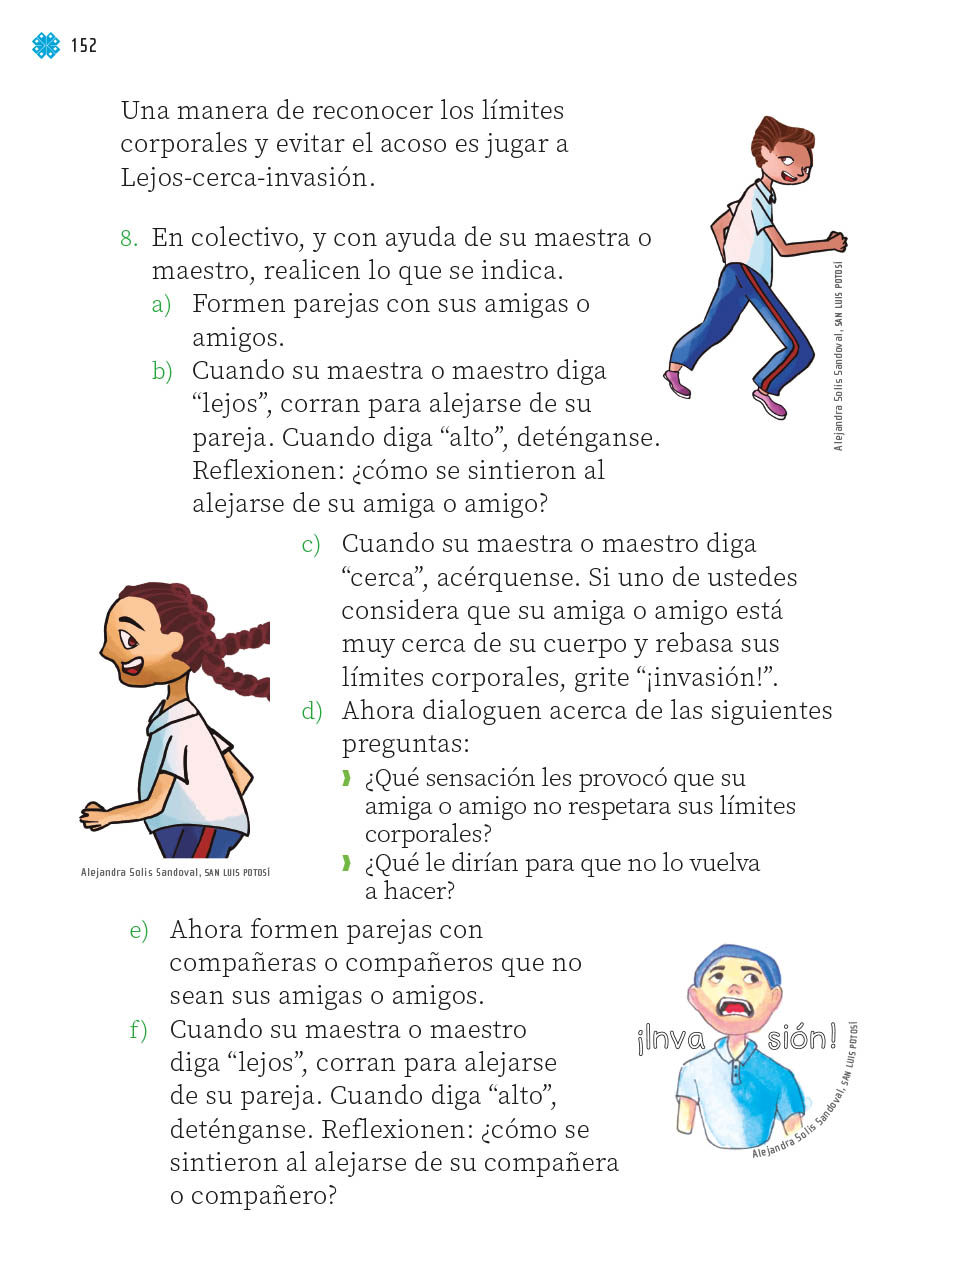 152
Una manera de reconocer los límites
corporales y evitar el acoso es jugar a
Lejos-cerca-invasión.
8. En colectivo, y con ayuda de su maestra o
maestro, realicen lo que se indica.
a) Formen parejas con sus amigas o
amigos.
b) Cuando su maestra o maestro diga
“lejos”, corran para alejarse de su
pareja. Cuando diga “alto”, deténganse.
Reflexionen: ¿cómo se sintieron al
alejarse de su amiga o amigo?
Alejandra Solis Sandoval, SAN LUIS POTOSÍ
c) Cuando su maestra o maestro diga
“cerca”, acérquense. Si uno de ustedes
considera que su amiga o amigo está
muy cerca de su cuerpo y rebasa sus
límites corporales, grite “¡invasión!”.
d) Ahora dialoguen acerca de las siguientes
preguntas:
¿Qué sensación les provocó que su
amiga o amigo no respetara sus límites
corporales?
¿Qué le dirían para que no lo vuelva
a hacer?
Alejandra Solis Sandoval, SAN LUIS POTOSÍ
e) Ahora formen parejas con
compañeras o compañeros que no
sean sus amigas o amigos.
f) Cuando su maestra o maestro
diga “lejos”, corran para alejarse
de su pareja. Cuando diga “alto”,
deténganse. Reflexionen: ¿cómo se
sintieron al alejarse de su compañera
o compañero?
¡Inva sión!
Alejandra Solis Sandoval, SAN LUIS POTOSÍ